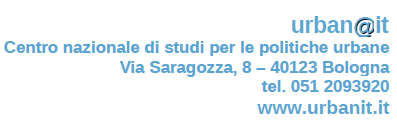 urban@it
Centro nazionale di studi per le politiche urbane
Via Saragozza, 8 – 40123 Bologna
tel. 051 2093920
www.urbanit.it